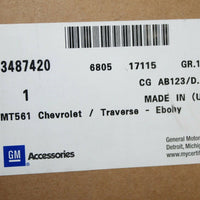 3487420 6805 17115 GR.1
CG AB123/D.
1 MADE IN (U
MT561 Chevrolet / Traverse - Ebony
General Motor
GM Accessories Detroit, Michig
www.mycertif